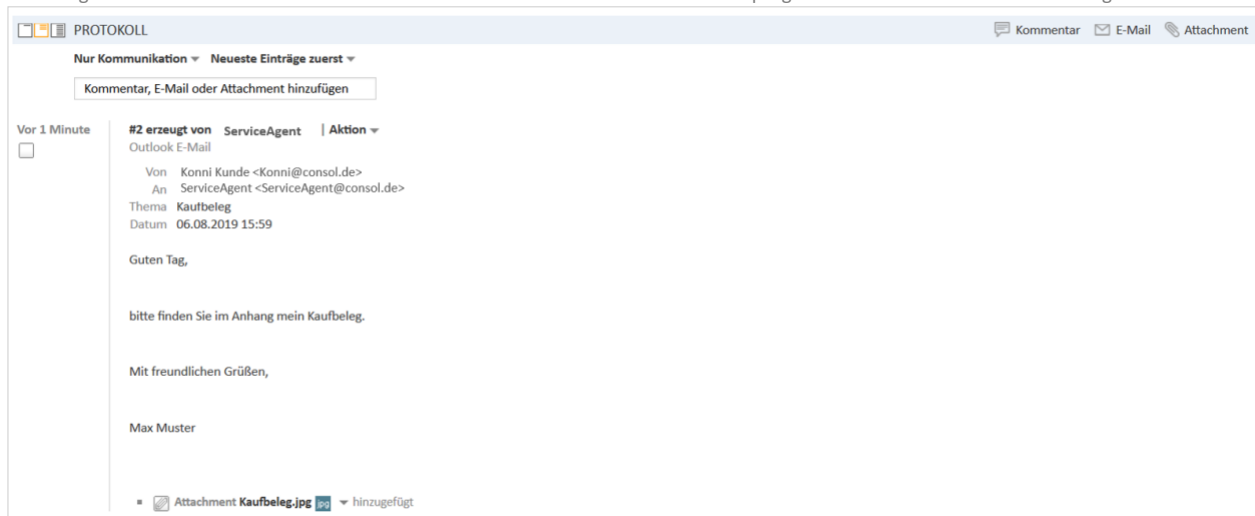 PROTOKOLL Kommentar E-Mail Attachment
Nur Kommunikation Neueste Einträge zuerst
Kommentar, E-Mail oder Attachment hinzufügen
Vor 1 Minute #2 erzeugt von ServiceAgent | Aktion
Outlook E-Mail
Von Konni Kunde <Konni@consol.de>
An ServiceAgent <ServiceAgent@consol.de>
Thema Kaufbeleg
Datum 06.08.2019 15:59
Guten Tag,
bitte finden Sie im Anhang mein Kaufbeleg.
Mit freundlichen Grüßen,
Max Muster
Attachment Kaufbeleg.jpg jpg hinzugefügt